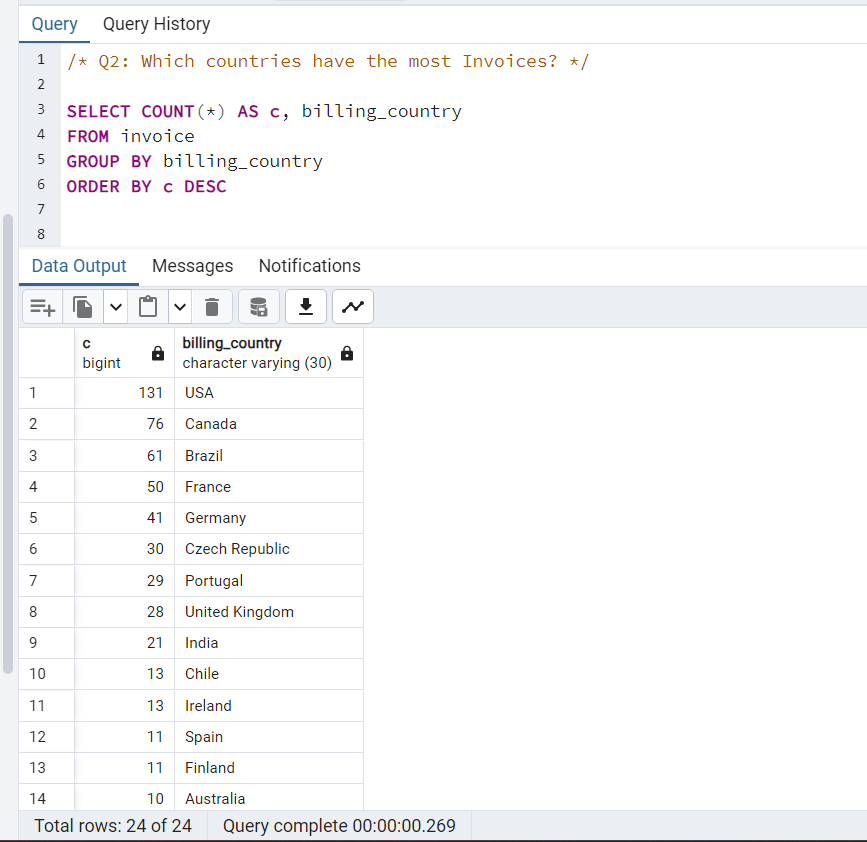 Query Query History
1 /* Q2: Which countries have the most Invoices? */
2
3 SELECT COUNT(*) AS c, billing_country
4 FROM invoice
5 GROUP BY billing_country
6 ORDER BY c DESC
7
8
Data Output Messages Notifications
c billing_country
bigint character varying (30)
1 131 USA
2 76 Canada
3 61 Brazil
4 50 France
5 41 Germany
6 30 Czech Republic
7 29 Portugal
8 28 United Kingdom
9 21 India
10 13 Chile
11 13 Ireland
12 11 Spain
13 11 Finland
14 10 Australia
Total rows: 24 of 24 Query complete 00:00:00.269